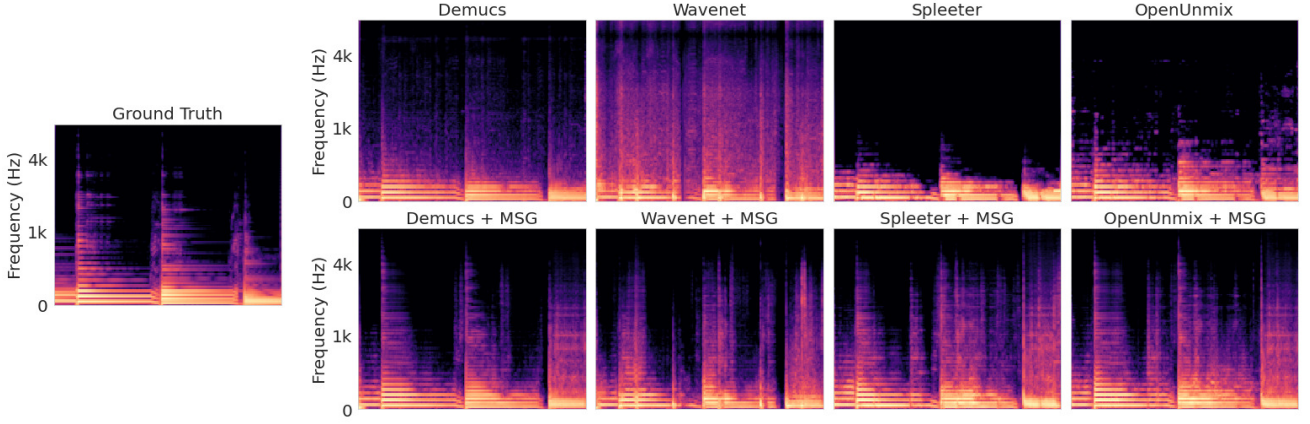 Ground Truth
Frequency (Hz)
4k
1k
0
Demucs
Wavenet
Spleeter
OpenUnmix
Frequency (Hz)
4k
1k
0
Demucs + MSG
Wavenet + MSG
Spleeter + MSG
OpenUnmix + MSG
Frequency (Hz)
4k
1k
0